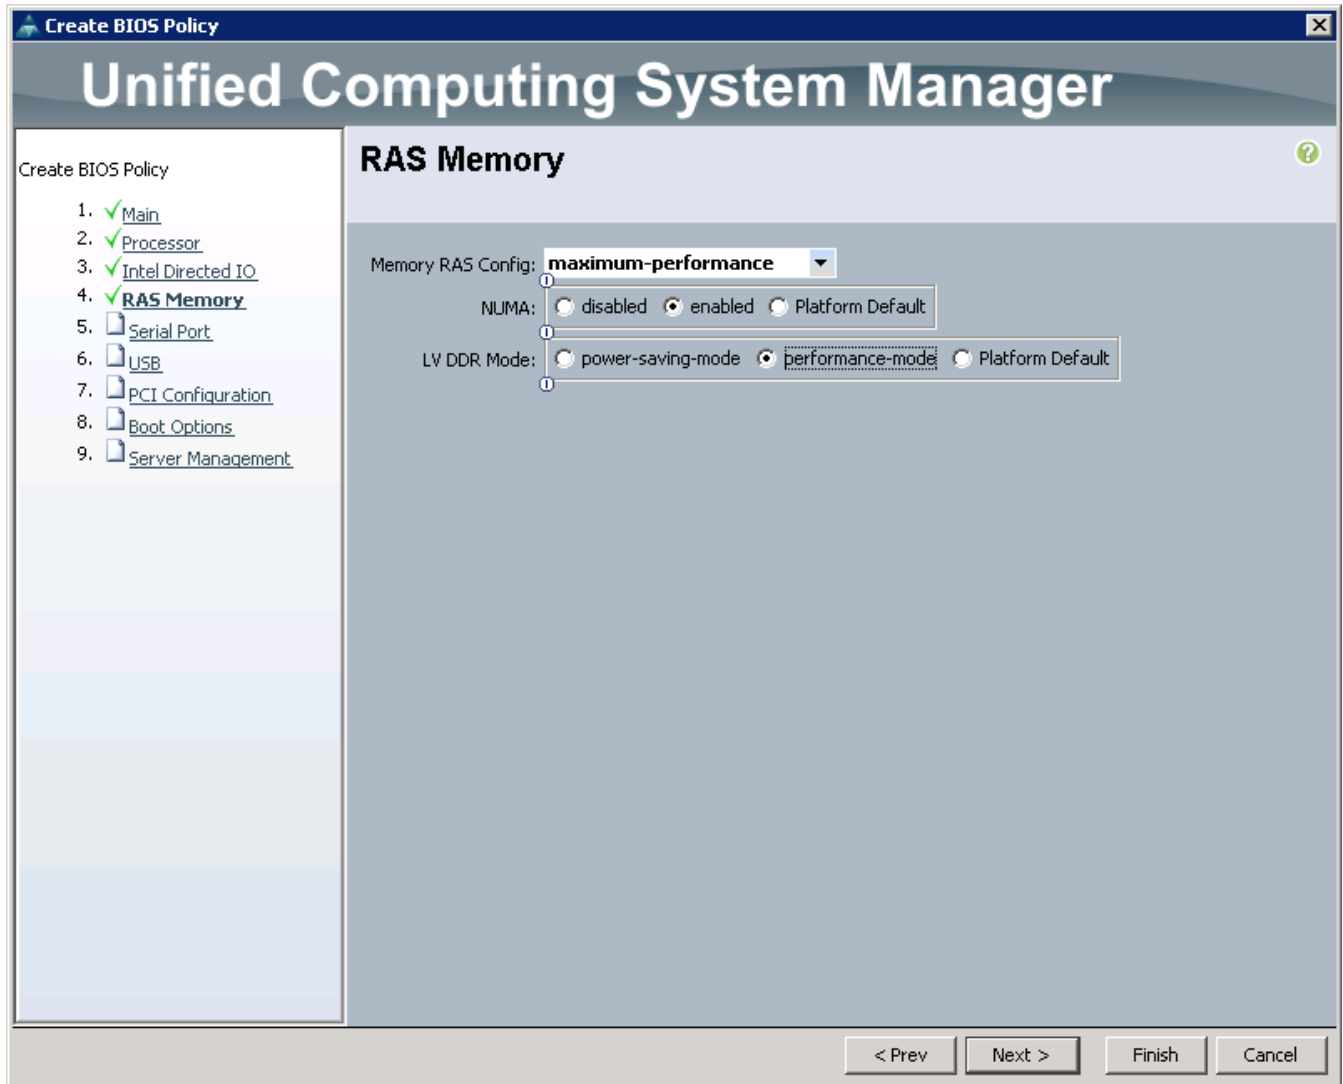 Create BIOS Policy
Unified Computing System Manager
Create BIOS Policy
1. Main
2. Processor
3. Intel Directed IO
4. RAS Memory
5. Serial Port
6. USB
7. PCI Configuration
8. Boot Options
9. Server Management
RAS Memory
Memory RAS Config: maximum-performance
NUMA: disabled enabled Platform Default
LV DDR Mode: power-saving-mode performance-mode Platform Default
< Prev Next > Finish Cancel